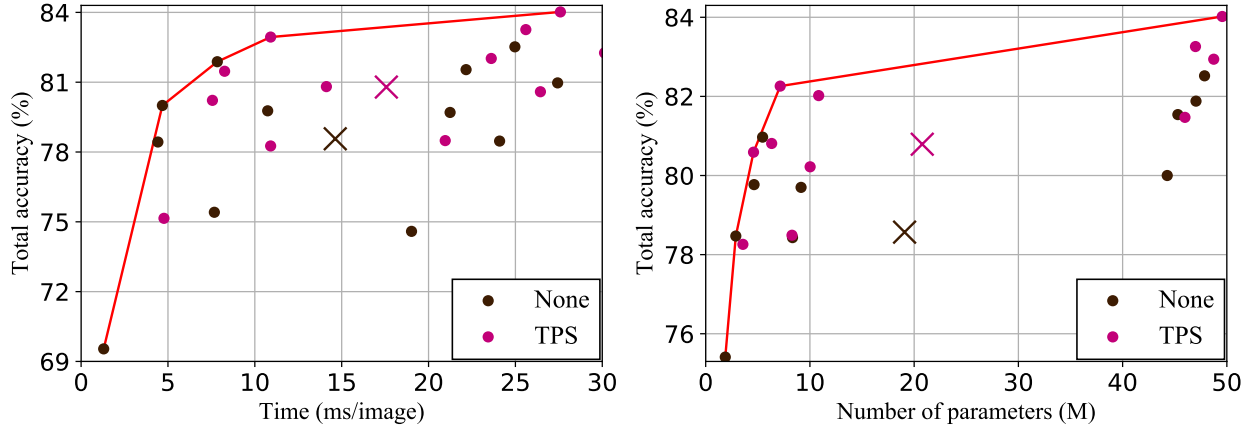 84
81
78
75
72
69
Total accuracy (%)
0 5 10 15 20 25 30
Time (ms/image)
None
TPS
84
82
80
78
76
Total accuracy (%)
0 10 20 30 40 50
Number of parameters (M)
None
TPS